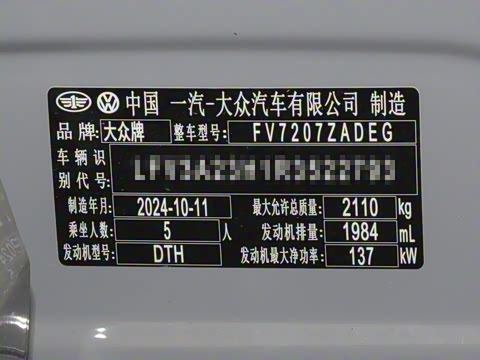 中国 一汽-大众汽车有限公司 制造
品牌: 大众牌 整车型号: FV7207ZADEG
车辆识
别代号:
制造年月: 2024-10-11 最大允许总质量: 2110 kg
乘坐人数: 5 人 发动机排量: 1984 mL
发动机型号: DTH 发动机最大净功率: 137 kW